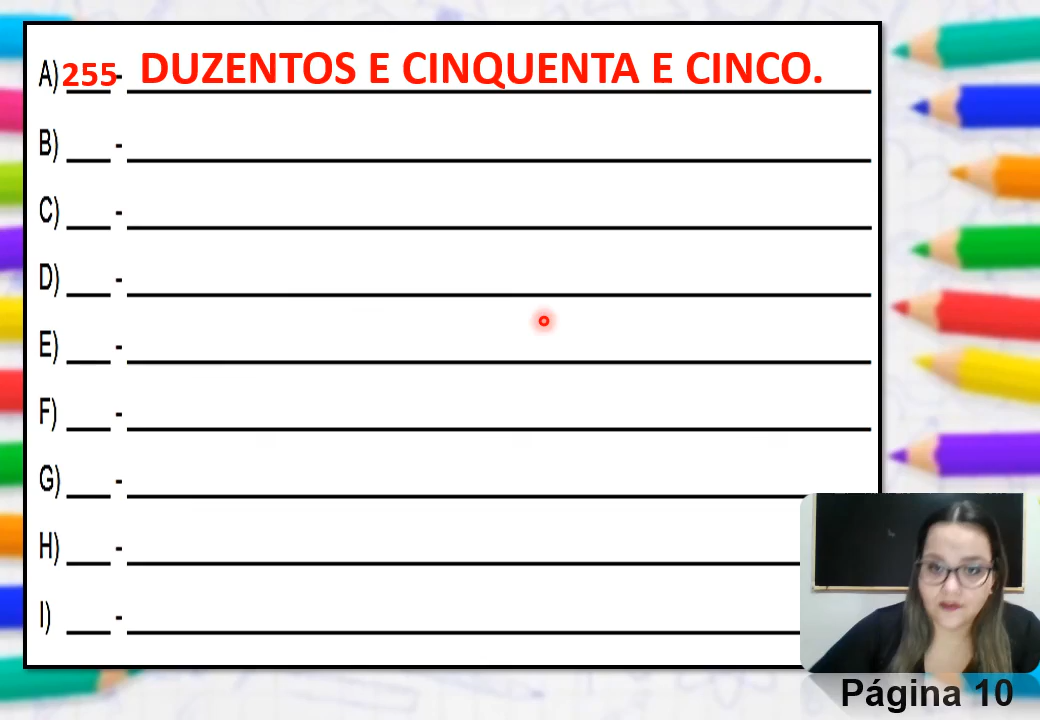 A) 255- DUZENTOS E CINQUENTA E CINCO.
B) ___ - ___
C) ___ - ___
D) ___ - ___
E) ___ - ___
F) ___ - ___
G) ___ - ___
H) ___ - ___
I) ___ - ___
Página 10